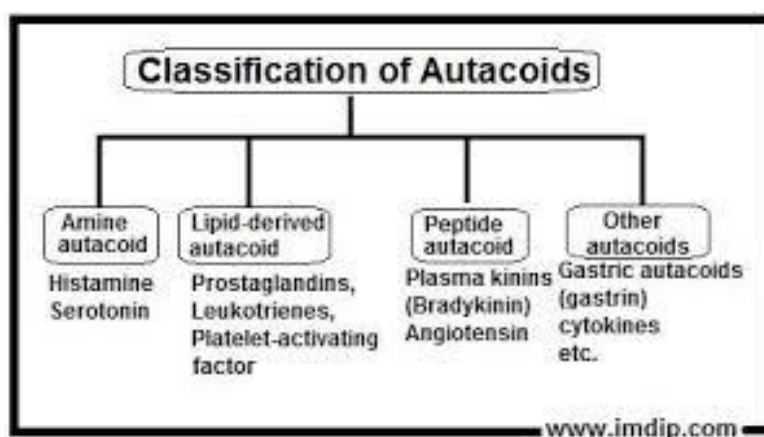 Classification of Autacoids
Amine
autacoid
Histamine
Serotonin
Lipid-derived
autacoid
Prostaglandins,
Leukotrienes,
Platelet-activating
factor
Peptide
autacoid
Plasma kinins
(Bradykinin)
Angiotensin
Other
autacoids
Gastric autacoids
(gastrin)
cytokines
etc.
www.imdip.com